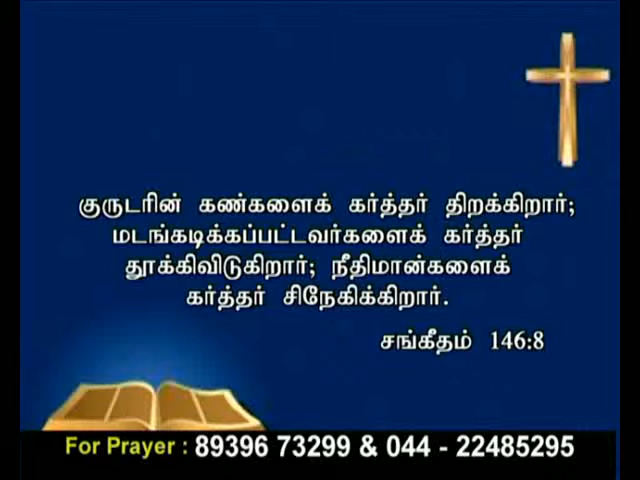 குருடரின் கண்களைக் கர்த்தர் திறக்கிறார்;
மடங்கடிக்கப்பட்டவர்களைக் கர்த்தர்
தூக்கிவிடுகிறார்; நீதிமான்களைக்
கர்த்தர் சிநேகிக்கிறார்.
சங்கீதம் 146:8
For Prayer : 89396 73299 & 044 - 22485295